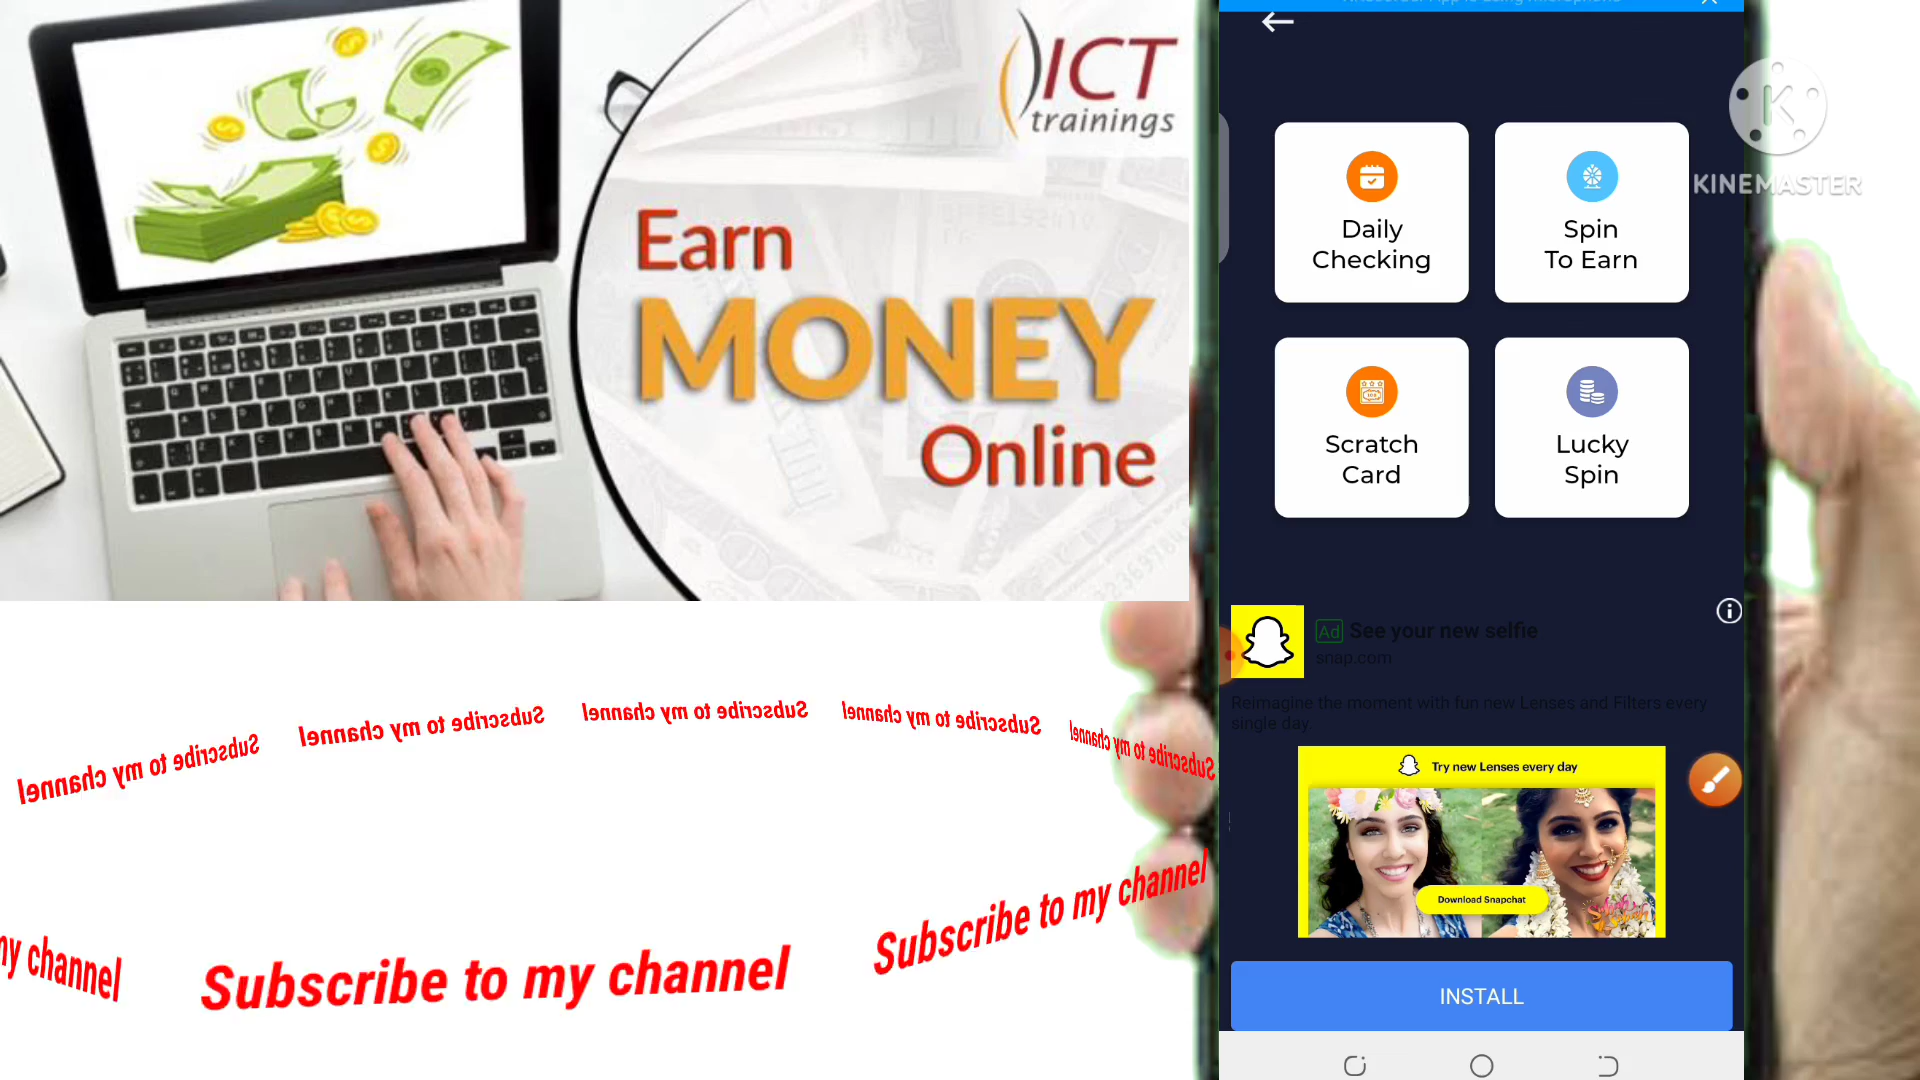 ICT
trainings
Earn
MONEY
Online
Daily
Checking
Spin
To Earn
Scratch
Card
Lucky
Spin
KINEMASTER
Ad See your new selfie
snap.com
Reimagine the moment with fun new Lenses and Filters every
single day.
Try new Lenses every day
Download Snapchat
INSTALL
Subscribe to my channel
Subscribe to my channel
Subscribe to my channel
Subscribe to my channel
Subscribe to my channel
my channel
Subscribe to my channel
Subscribe to my channel